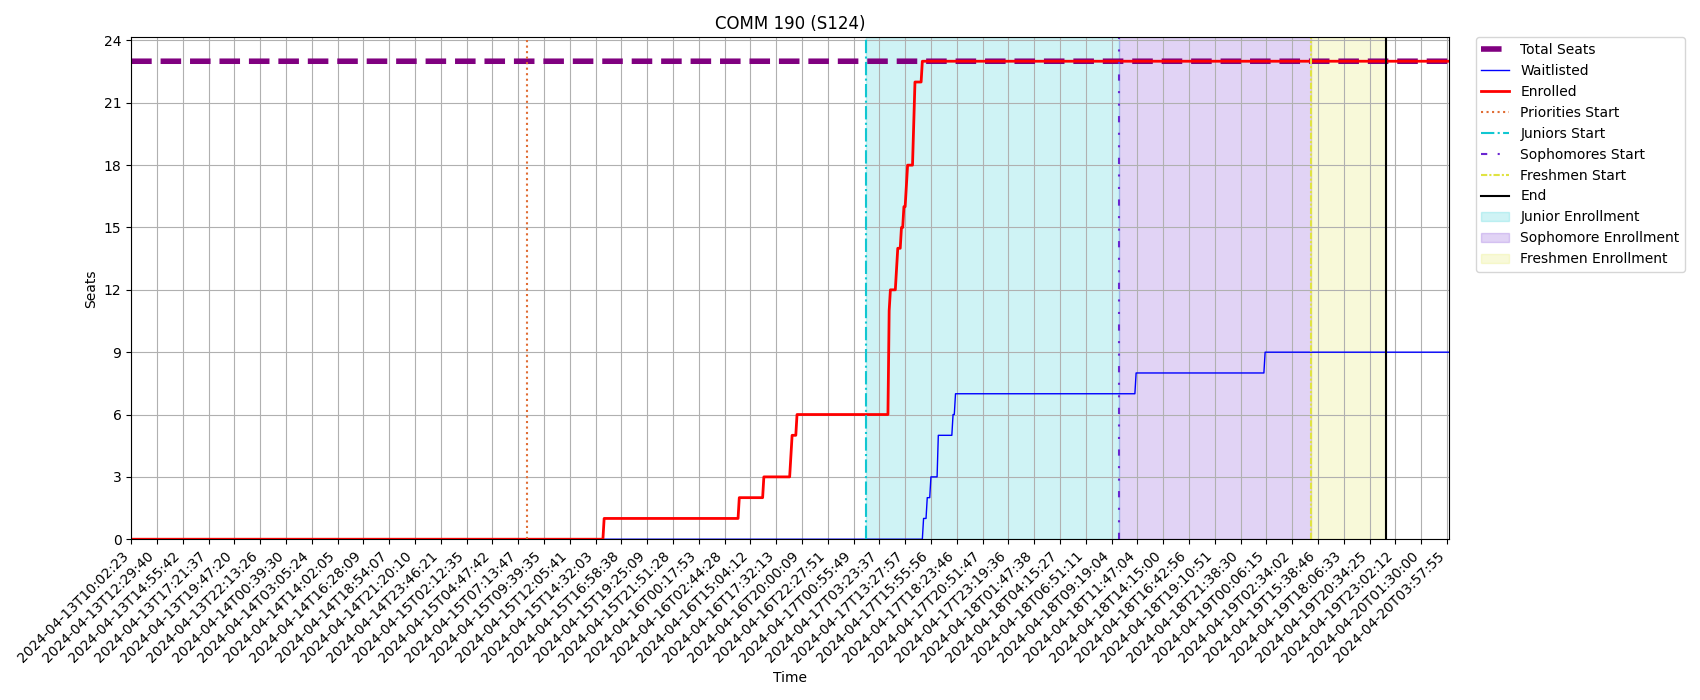 COMM 190 (S124)
24
21
18
15
12
9
6
3
0
Seats
2024-04-13T10:02:23
2024-04-13T12:29:40
2024-04-13T14:55:42
2024-04-13T17:21:37
2024-04-13T19:47:20
2024-04-13T22:13:26
2024-04-14T00:39:30
2024-04-14T03:05:24
2024-04-14T14:02:05
2024-04-14T16:28:09
2024-04-14T18:54:07
2024-04-14T21:20:10
2024-04-14T23:46:21
2024-04-15T02:12:35
2024-04-15T04:47:42
2024-04-15T07:13:47
2024-04-15T09:39:35
2024-04-15T12:05:41
2024-04-15T14:32:03
2024-04-15T16:58:38
2024-04-15T19:25:09
2024-04-15T21:51:28
2024-04-16T00:17:53
2024-04-16T02:44:28
2024-04-16T15:04:12
2024-04-16T17:32:13
2024-04-16T20:00:09
2024-04-16T22:27:51
2024-04-17T00:55:49
2024-04-17T03:23:37
2024-04-17T13:27:57
2024-04-17T15:55:56
2024-04-17T18:23:46
2024-04-17T20:51:47
2024-04-17T23:19:36
2024-04-18T01:47:38
2024-04-18T04:15:27
2024-04-18T06:51:11
2024-04-18T09:19:04
2024-04-18T11:47:04
2024-04-18T14:15:00
2024-04-18T16:42:56
2024-04-18T19:10:51
2024-04-18T21:38:30
2024-04-19T00:06:15
2024-04-19T02:34:02
2024-04-19T15:38:46
2024-04-19T18:06:33
2024-04-19T20:34:25
2024-04-19T23:02:12
2024-04-20T01:30:00
2024-04-20T03:57:55
Time
Total Seats
Waitlisted
Enrolled
Priorities Start
Juniors Start
Sophomores Start
Freshmen Start
End
Junior Enrollment
Sophomore Enrollment
Freshmen Enrollment